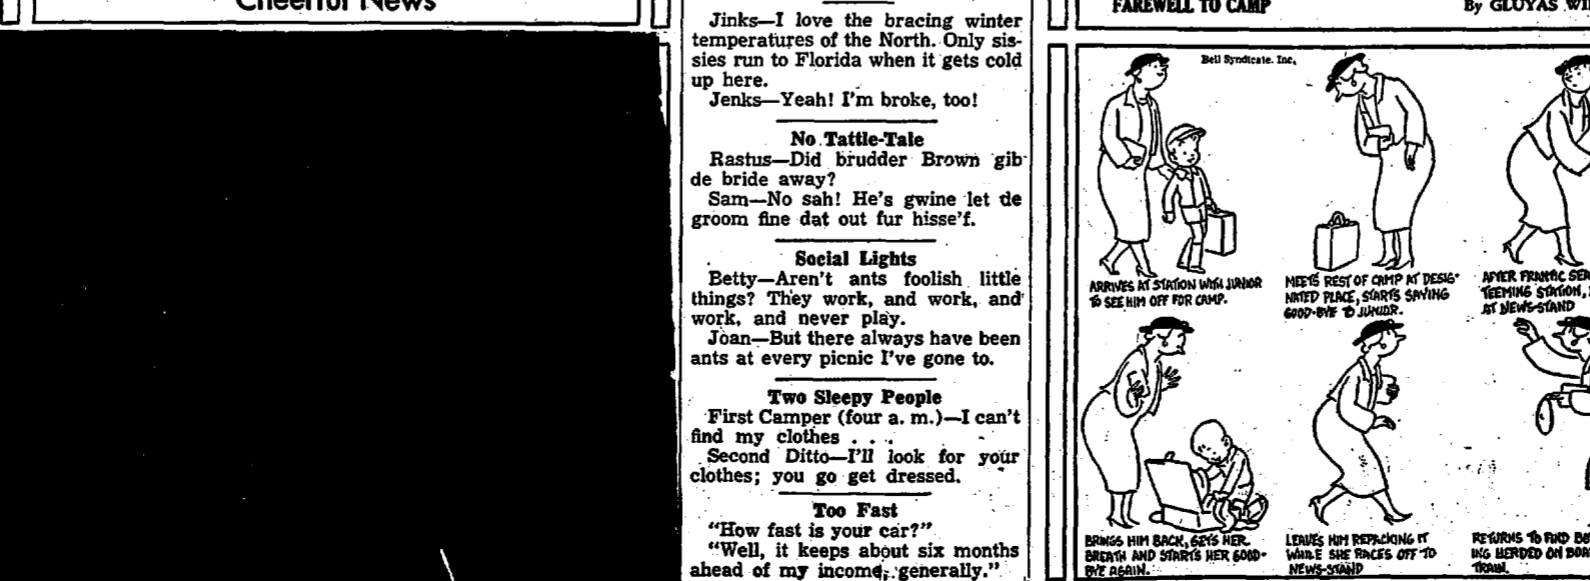 Cheerful News
Jinks—I love the bracing winter
temperatures of the North. Only sis-
sies run to Florida when it gets cold
up here.
Jenks—Yeah! I'm broke, too!
No Tattle-Tale
Rastus—Did brudder Brown gib
de bride away?
Sam—No sah! He's gwine let de
groom fine dat out fur hisse'f.
Social Lights
Betty—Aren't ants foolish little
things? They work, and work, and
work, and never play.
Joan—But there always have been
ants at every picnic I've gone to.
Two Sleepy People
First Camper (four a. m.)—I can't
find my clothes . . .
Second Ditto—I'll look for your
clothes; you go get dressed.
Too Fast
"How fast is your car?"
"Well, it keeps about six months
ahead of my income, generally."
FAREWELL TO CAMP
By GLUYAS WI
Bell Syndicate, Inc.
ARRIVES AT STATION WITH JUNIOR
TO SEE HIM OFF FOR CAMP.
MEETS REST OF CAMP AT DESIG-
NATED PLACE, STARTS SAYING
GOOD-BYE TO JUNIOR.
AFTER FRANTIC SEA
TEEMING STATION,
AT NEWS-STAND
BRINGS HIM BACK, GETS HER
BREATH AND STARTS HER GOOD-
BYE AGAIN.
LEAVES HIM REPACKING IT
WHILE SHE RACES OFF TO
NEWS-STAND
RETURNS TO FIND BO
ING HERDED ON BOA
TRAIN.